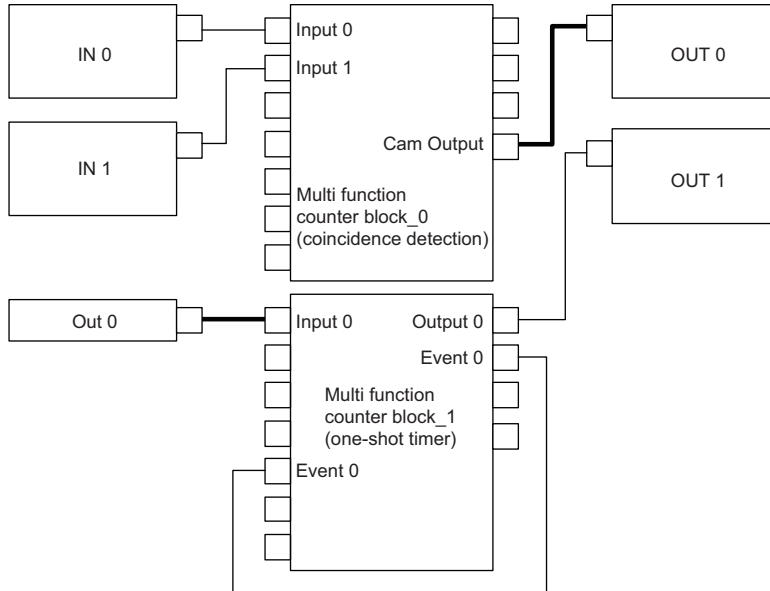 IN 0
Input 0
Input 1
IN 1
Cam Output
Multi function
counter block_0
(coincidence detection)
OUT 0
OUT 1
Out 0
Input 0
Output 0
Event 0
Multi function
counter block_1
(one-shot timer)
Event 0